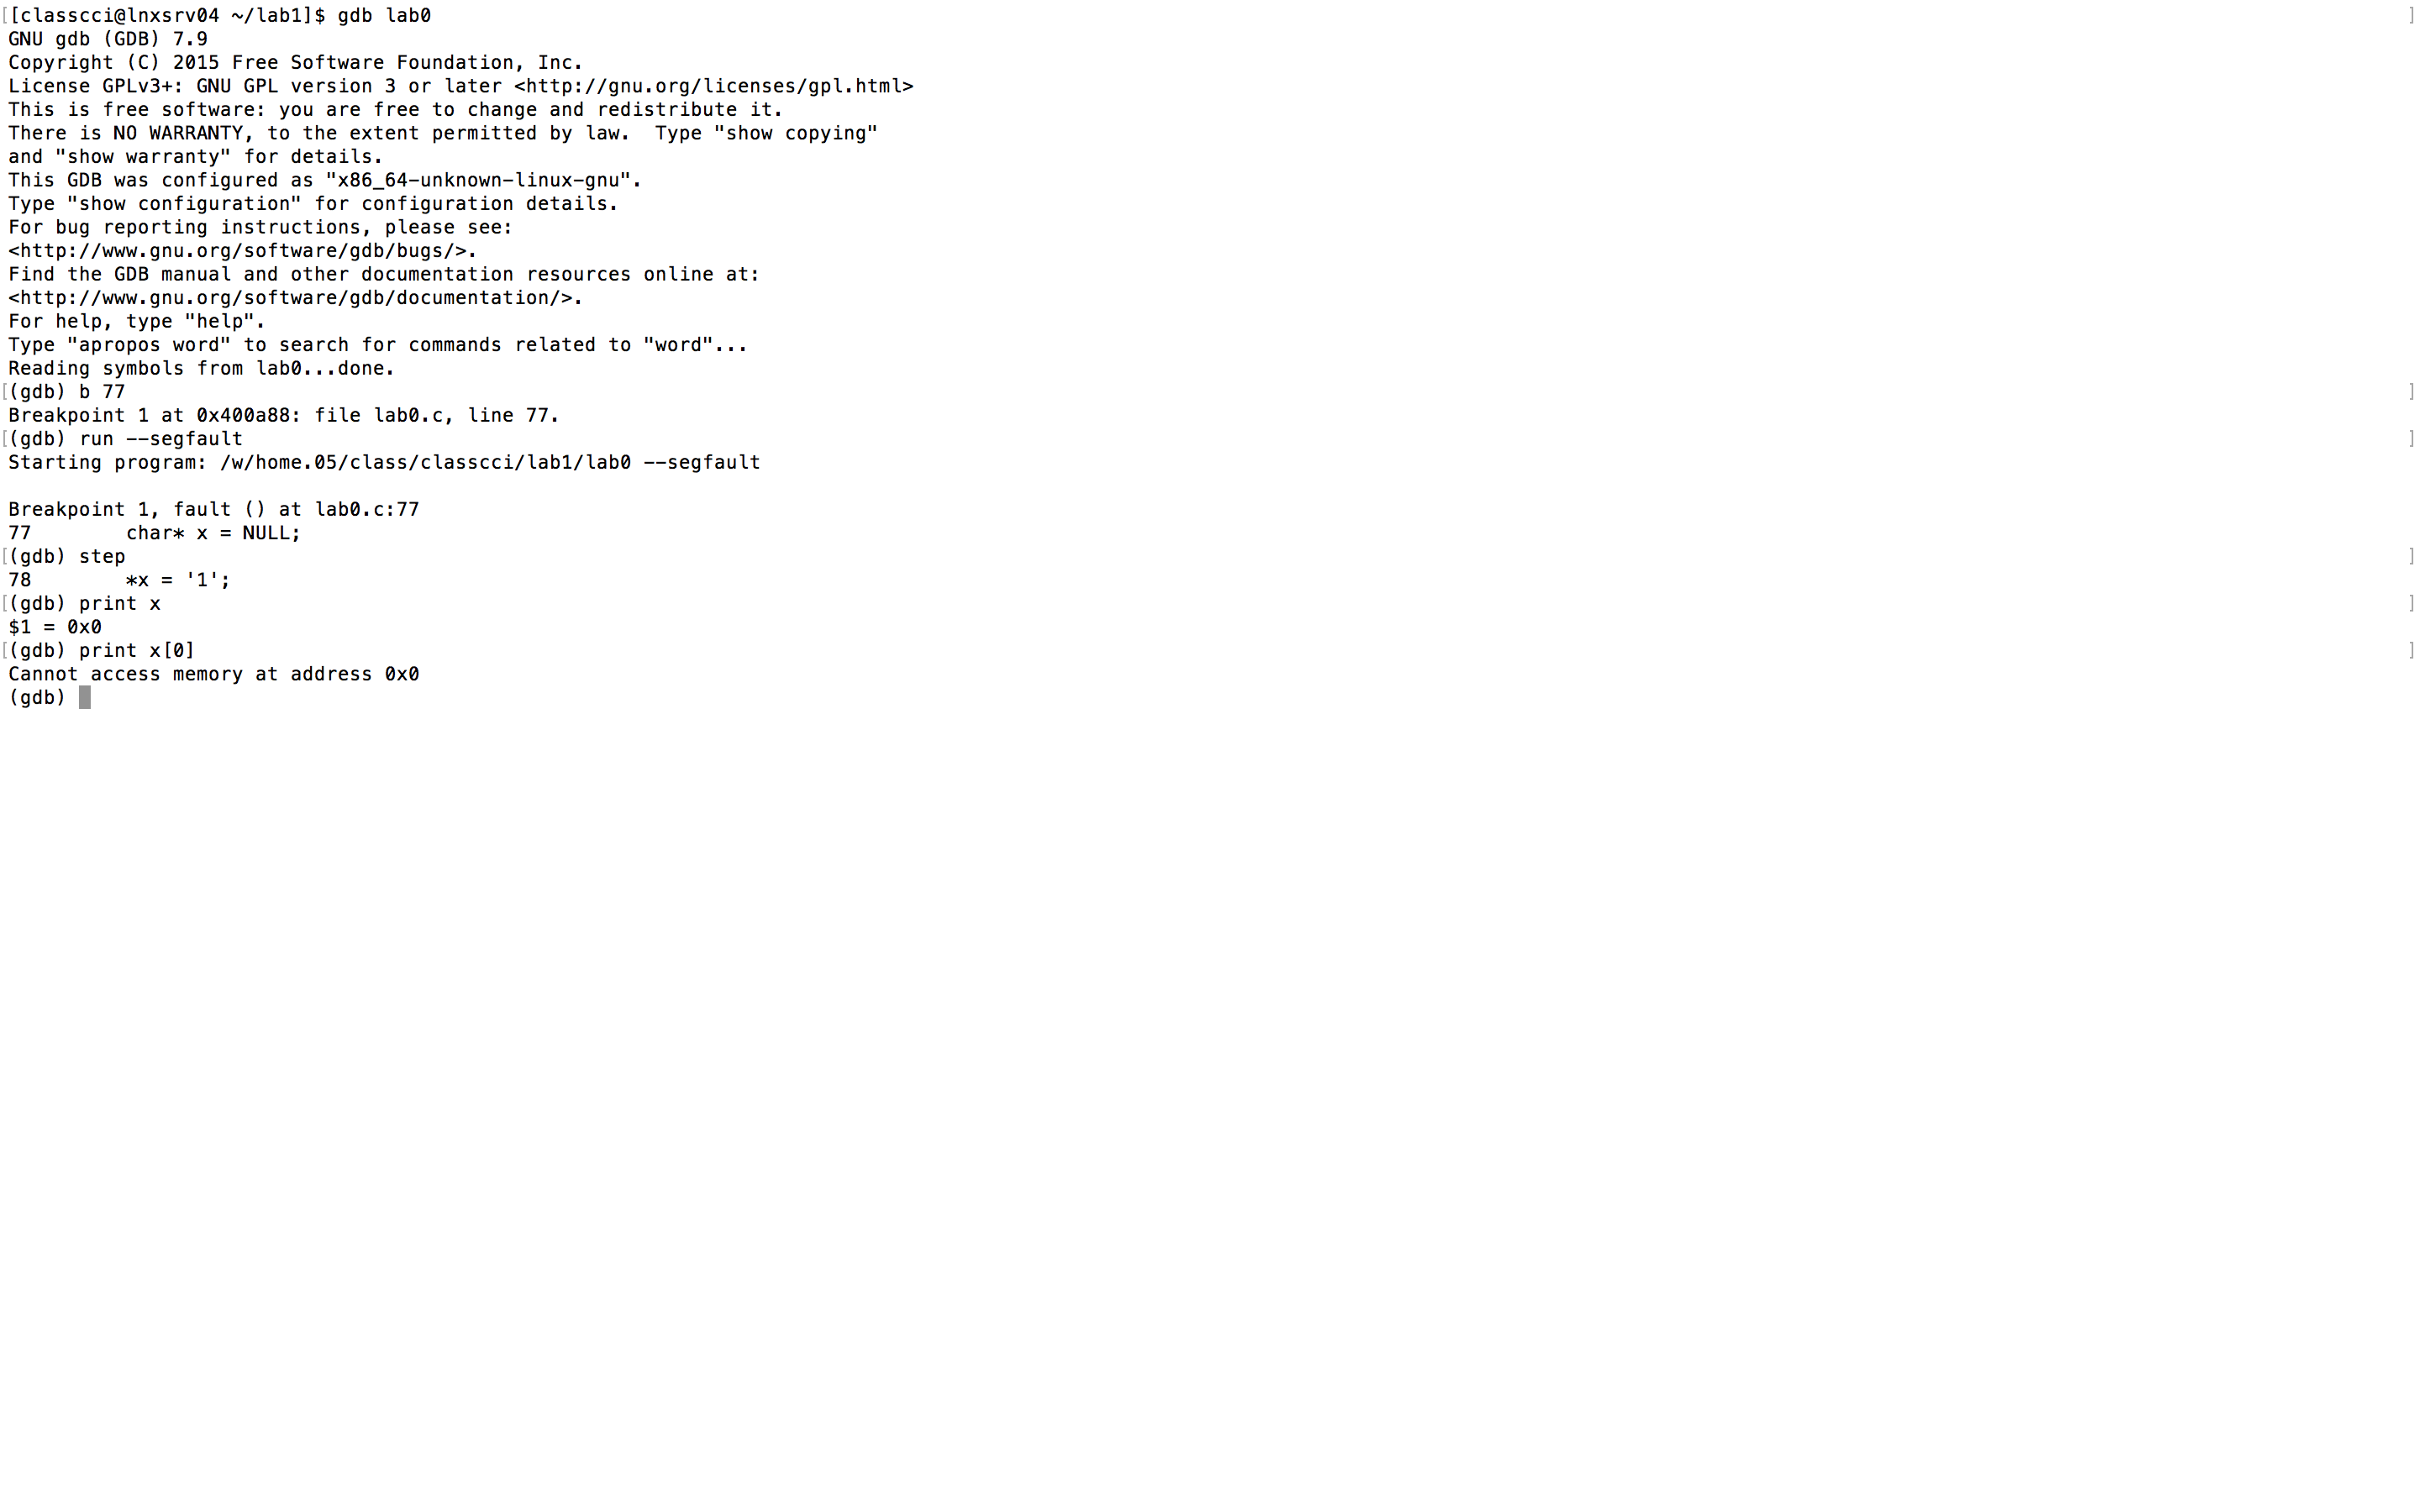 [[classcci@lnxsrv04 ~/lab1]$ gdb lab0 ]
GNU gdb (GDB) 7.9
Copyright (C) 2015 Free Software Foundation, Inc.
License GPLv3+: GNU GPL version 3 or later <http://gnu.org/licenses/gpl.html>
This is free software: you are free to change and redistribute it.
There is NO WARRANTY, to the extent permitted by law.  Type "show copying"
and "show warranty" for details.
This GDB was configured as "x86_64-unknown-linux-gnu".
Type "show configuration" for configuration details.
For bug reporting instructions, please see:
<http://www.gnu.org/software/gdb/bugs/>.
Find the GDB manual and other documentation resources online at:
<http://www.gnu.org/software/gdb/documentation/>.
For help, type "help".
Type "apropos word" to search for commands related to "word"...
Reading symbols from lab0...done.
[(gdb) b 77 ]
Breakpoint 1 at 0x400a88: file lab0.c, line 77.
[(gdb) run --segfault ]
Starting program: /w/home.05/class/classcci/lab1/lab0 --segfault
Breakpoint 1, fault () at lab0.c:77
77        char* x = NULL;
[(gdb) step ]
78        *x = '1';
[(gdb) print x ]
$1 = 0x0
[(gdb) print x[0] ]
Cannot access memory at address 0x0
(gdb)